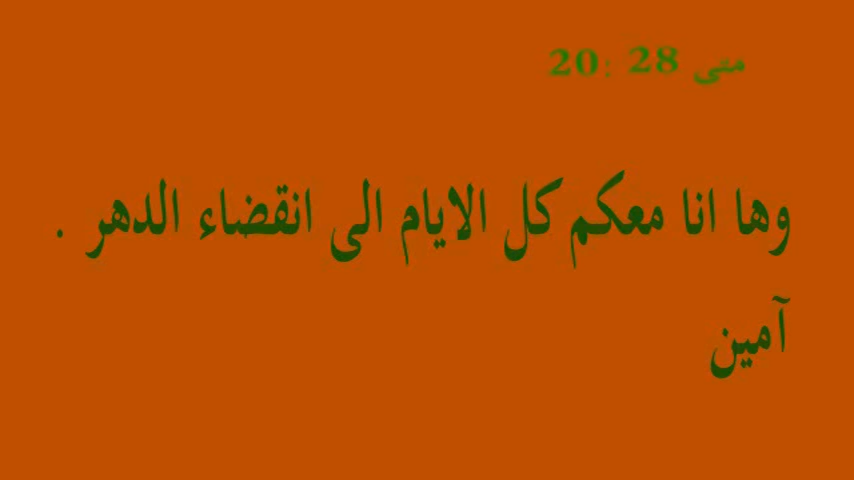 متى 28 :20
وها انا معكم كل الايام الى انقضاء الدهر .
آمين